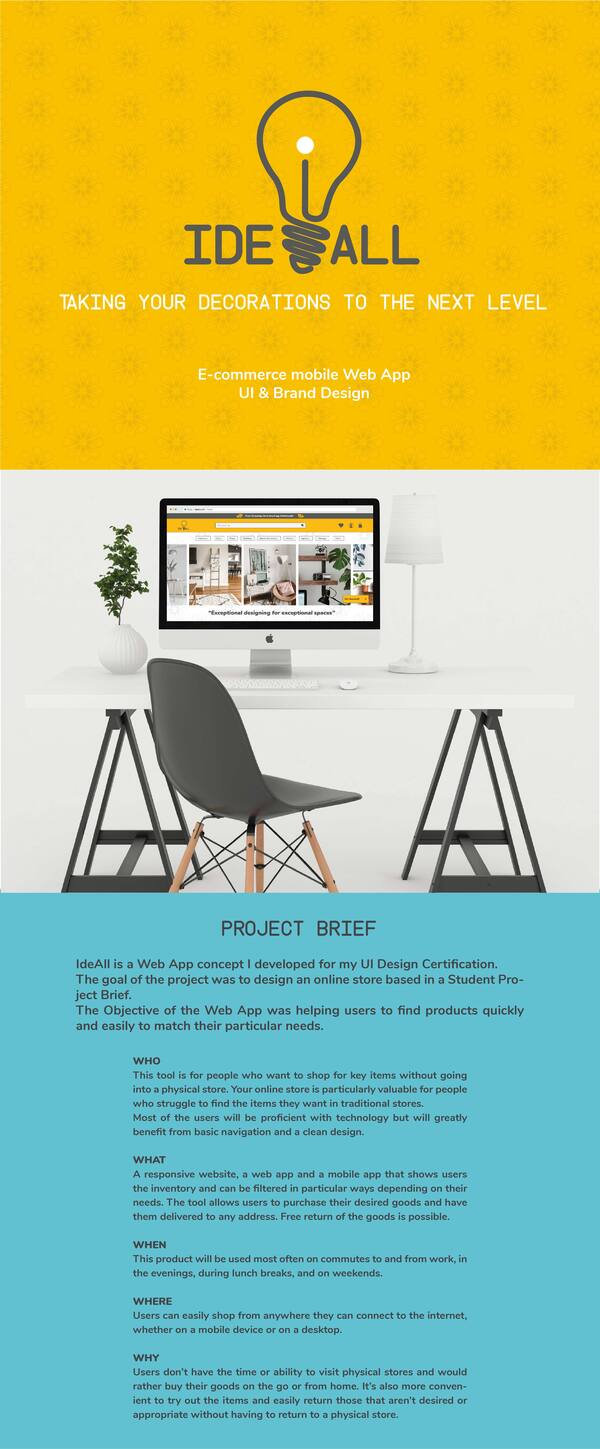 IDE ALL
TAKING YOUR DECORATIONS TO THE NEXT LEVEL
E-commerce mobile Web App
UI & Brand Design
"Exceptional designing for exceptional spaces"
PROJECT BRIEF
IdeAll is a Web App concept I developed for my UI Design Certification.
The goal of the project was to design an online store based in a Student Pro-
ject Brief.
The Objective of the Web App was helping users to find products quickly
and easily to match their particular needs.
WHO
This tool is for people who want to shop for key items without going
into a physical store. Your online store is particularly valuable for people
who struggle to find the items they want in traditional stores.
Most of the users will be proficient with technology but will greatly
benefit from basic navigation and a clean design.
WHAT
A responsive website, a web app and a mobile app that shows users
the inventory and can be filtered in particular ways depending on their
needs. The tool allows users to purchase their desired goods and have
them delivered to any address. Free return of the goods is possible.
WHEN
This product will be used most often on commutes to and from work, in
the evenings, during lunch breaks, and on weekends.
WHERE
Users can easily shop from anywhere they can connect to the internet,
whether on a mobile device or on a desktop.
WHY
Users don't have the time or ability to visit physical stores and would
rather buy their goods on the go or from home. It's also more conven-
ient to try out the items and easily return those that aren't desired or
appropriate without having to return to a physical store.